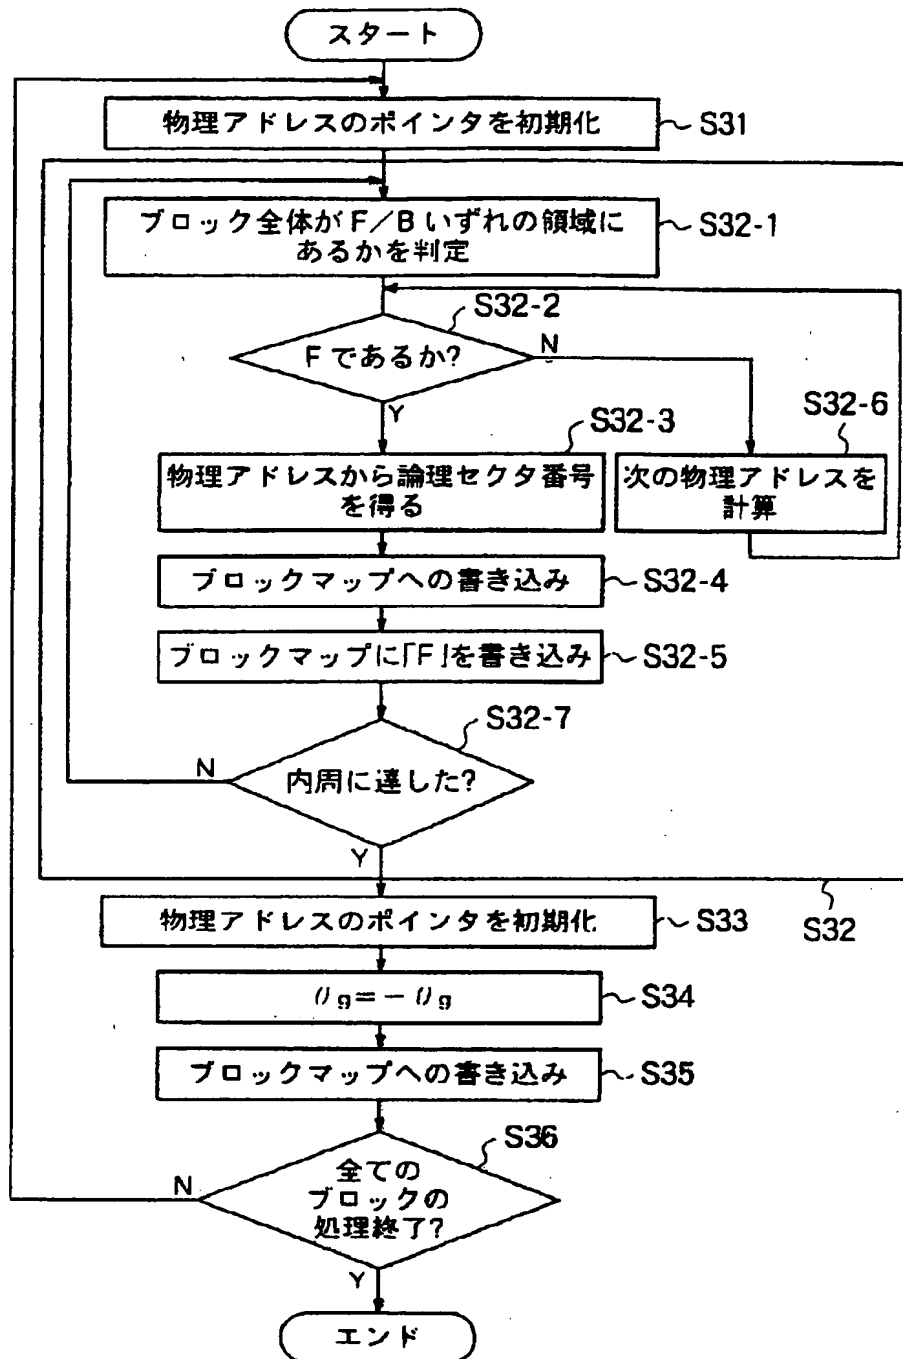 スタート
物理アドレスのポインタを初期化
S31
ブロック全体がF/Bいずれの領域に
あるかを判定
S32-1
S32-2
Fであるか?
N
Y
S32-3
S32-6
物理アドレスから論理セクタ番号
を得る
次の物理アドレスを
計算
ブロックマップへの書き込み
S32-4
ブロックマップに「F」を書き込み
S32-5
S32-7
N
内周に達した?
Y
物理アドレスのポインタを初期化
S33
S32
θg=-θg
S34
ブロックマップへの書き込み
S35
S36
N
全ての
ブロックの
処理終了?
Y
エンド